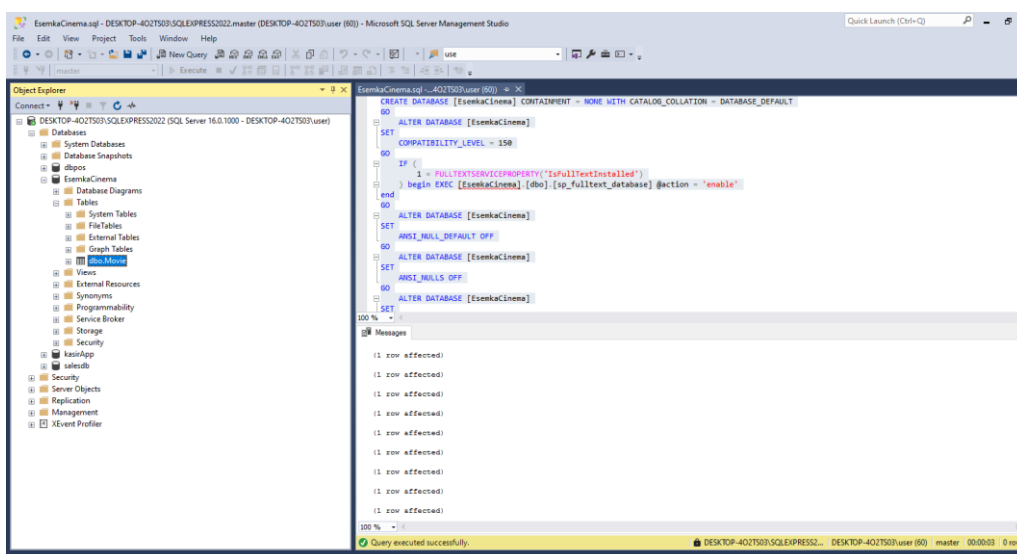 EsemkaCinema.sql - DESKTOP-4O2TS03\SQLEXPRESS2022.master (DESKTOP-4O2TS03\user (60)) - Microsoft SQL Server Management Studio
Quick Launch (Ctrl+Q)
File Edit View Project Tools Window Help
New Query
use
master
Execute
Object Explorer
EsemkaCinema.sql -...4O2TS03\user (60))
Connect
DESKTOP-4O2TS03\SQLEXPRESS2022 (SQL Server 16.0.1000 - DESKTOP-4O2TS03\user)
Databases
System Databases
Database Snapshots
dbpos
EsemkaCinema
Database Diagrams
Tables
System Tables
FileTables
External Tables
Graph Tables
dbo.Movie
Views
External Resources
Synonyms
Programmability
Service Broker
Storage
Security
kasirApp
salesdb
Security
Server Objects
Replication
Management
XEvent Profiler
CREATE DATABASE [EsemkaCinema] CONTAINMENT = NONE WITH CATALOG_COLLATION = DATABASE_DEFAULT
GO
ALTER DATABASE [EsemkaCinema]
SET
COMPATIBILITY_LEVEL = 150
GO
IF (
1 = FULLTEXTSERVICEPROPERTY('IsFullTextInstalled')
) begin EXEC [EsemkaCinema].[dbo].[sp_fulltext_database] @action = 'enable'
end
GO
ALTER DATABASE [EsemkaCinema]
SET
ANSI_NULL_DEFAULT OFF
GO
ALTER DATABASE [EsemkaCinema]
SET
ANSI_NULLS OFF
GO
ALTER DATABASE [EsemkaCinema]
SET
100 %
Messages
(1 row affected)
(1 row affected)
(1 row affected)
(1 row affected)
(1 row affected)
(1 row affected)
(1 row affected)
(1 row affected)
(1 row affected)
100 %
Query executed successfully.
DESKTOP-4O2TS03\SQLEXPRESS2... DESKTOP-4O2TS03\user (60) master 00:00:03 0